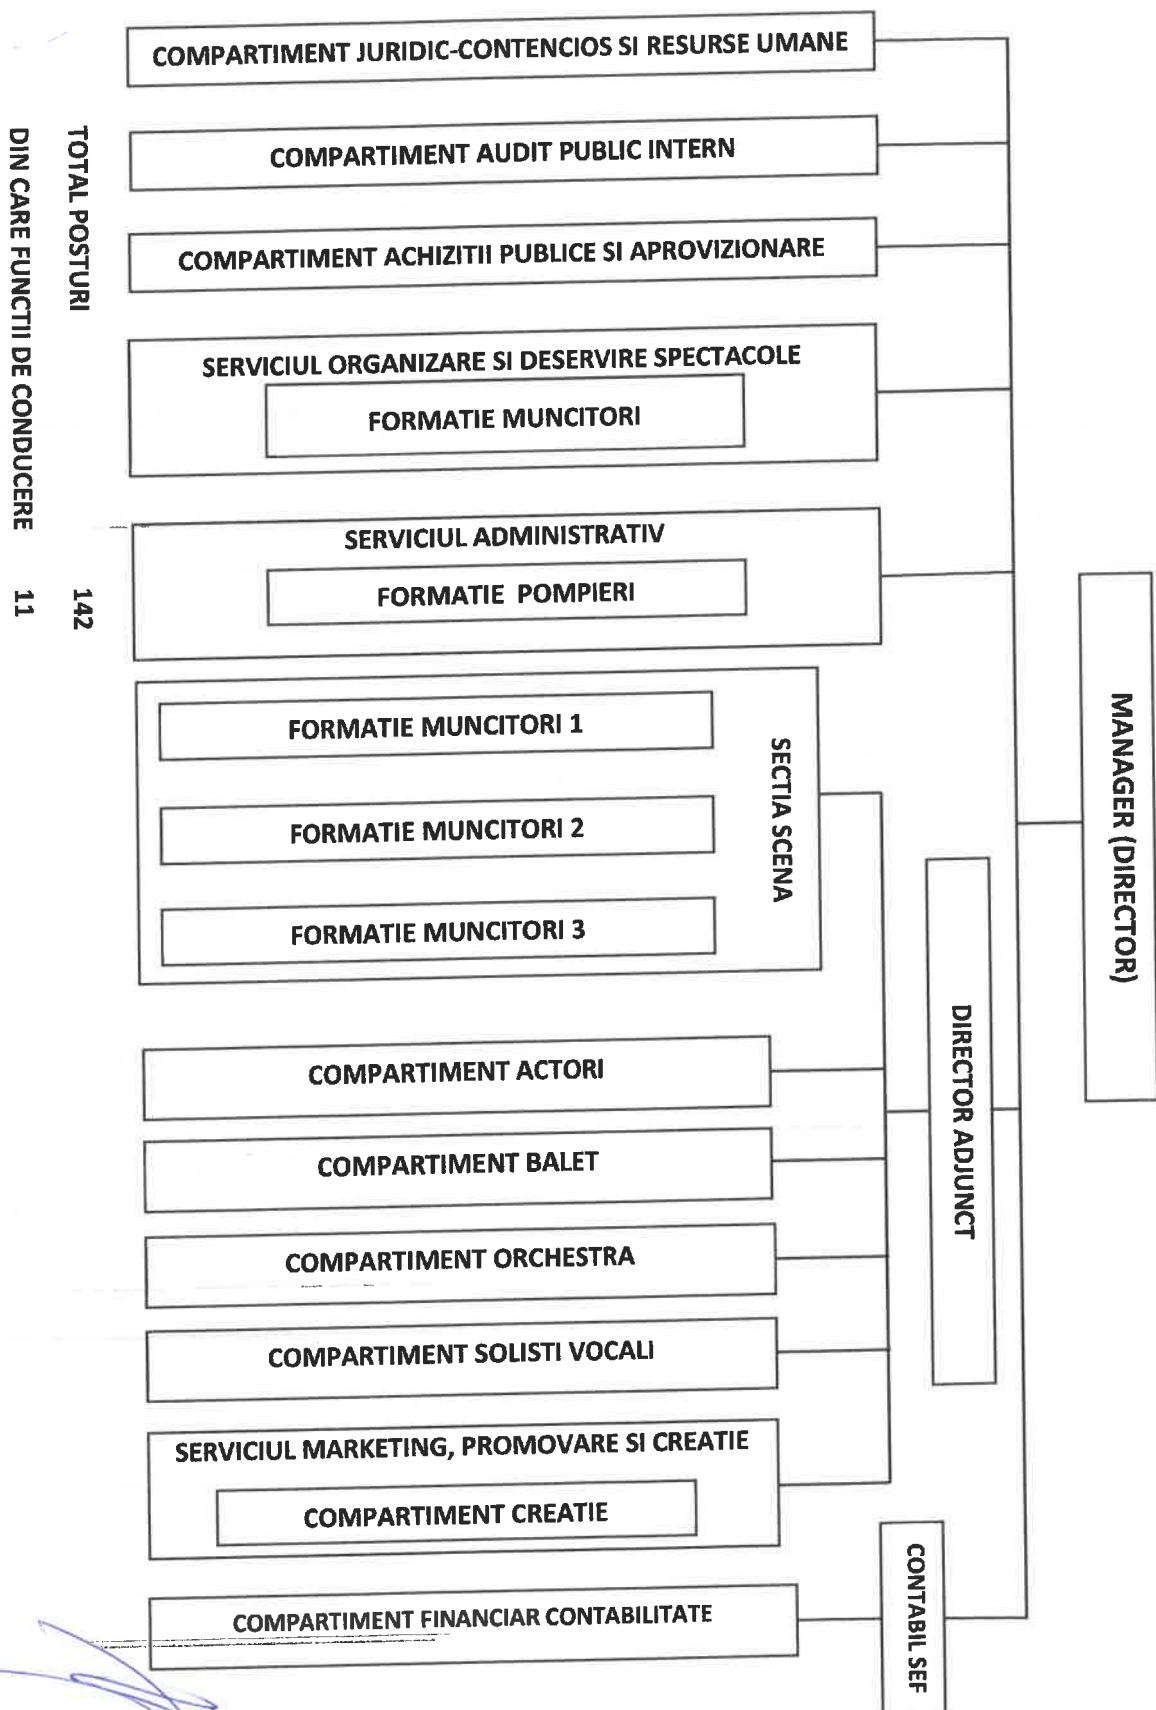 COMPARTIMENT JURIDIC-CONTENCIOS SI RESURSE UMANE
COMPARTIMENT AUDIT PUBLIC INTERN
COMPARTIMENT ACHIZITII PUBLICE SI APROVIZIONARE
SERVICIUL ORGANIZARE SI DESERVIRE SPECTACOLE
FORMATIE MUNCITORI
SERVICIUL ADMINISTRATIV
FORMATIE POMPIERI
MANAGER (DIRECTOR)
SECTIA SCENA
FORMATIE MUNCITORI 1
FORMATIE MUNCITORI 2
FORMATIE MUNCITORI 3
DIRECTOR ADJUNCT
COMPARTIMENT ACTORI
COMPARTIMENT BALET
COMPARTIMENT ORCHESTRA
COMPARTIMENT SOLISTI VOCALI
SERVICIUL MARKETING, PROMOVARE SI CREATIE
COMPARTIMENT CREATIE
CONTABIL SEF
COMPARTIMENT FINANCIAR CONTABILITATE
TOTAL POSTURI 142
DIN CARE FUNCTII DE CONDUCERE 11